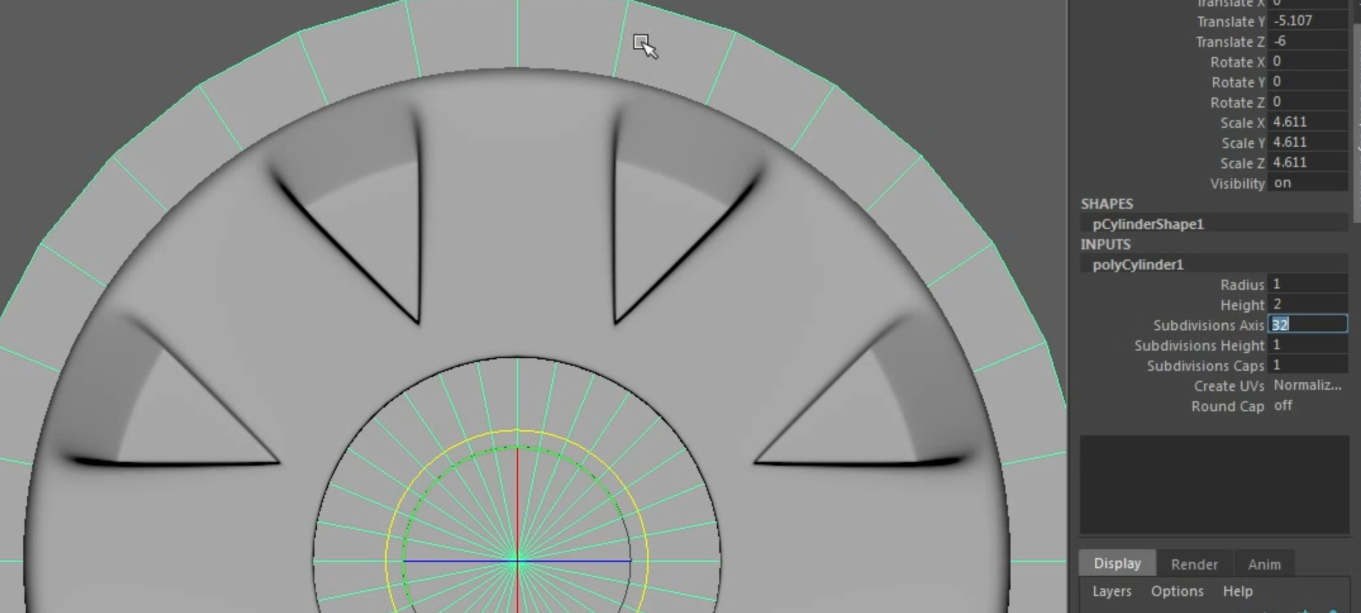 Translate X 0
Translate Y -5.107
Translate Z -6
Rotate X 0
Rotate Y 0
Rotate Z 0
Scale X 4.611
Scale Y 4.611
Scale Z 4.611
Visibility on
SHAPES
pCylinderShape1
INPUTS
polyCylinder1
Radius 1
Height 2
Subdivisions Axis 32
Subdivisions Height 1
Subdivisions Caps 1
Create UVs Normaliz...
Round Cap off
Display Render Anim
Layers Options Help